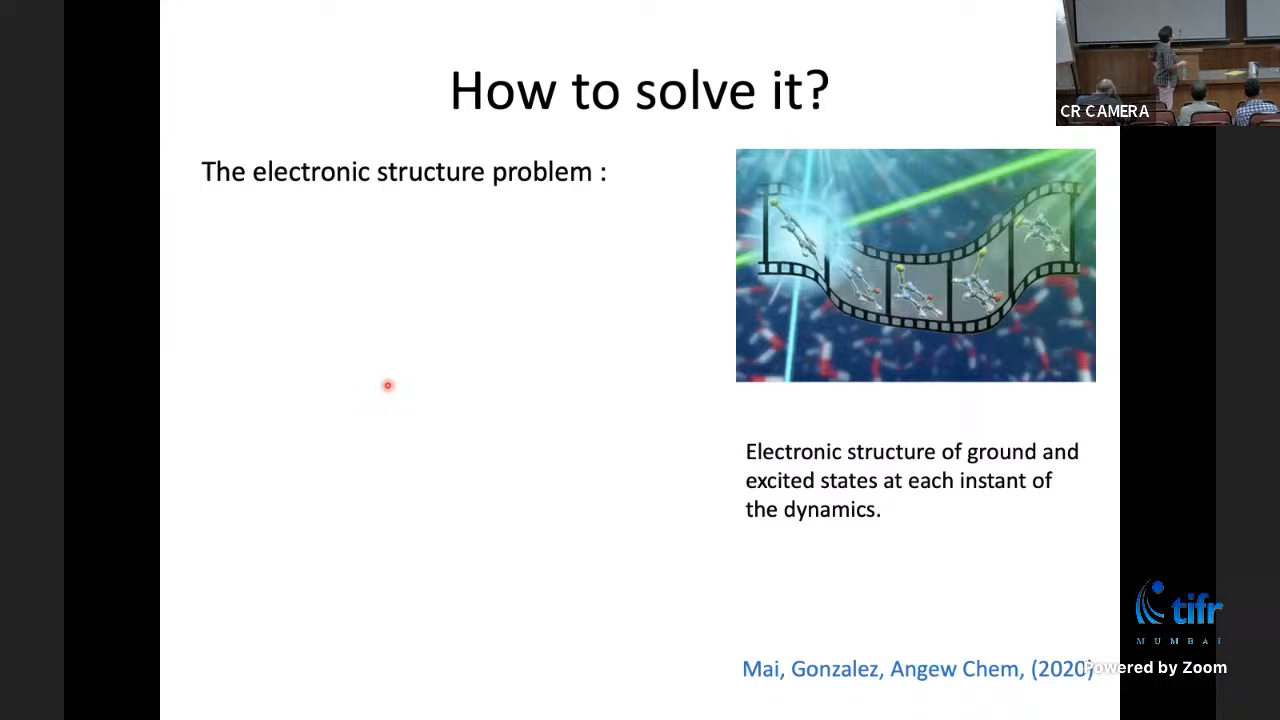 How to solve it?
CR CAMERA
The electronic structure problem :
Electronic structure of ground and
excited states at each instant of
the dynamics.
tifr
MUMBAI
Mai, Gonzalez, Angew Chem, (2020)
Powered by Zoom